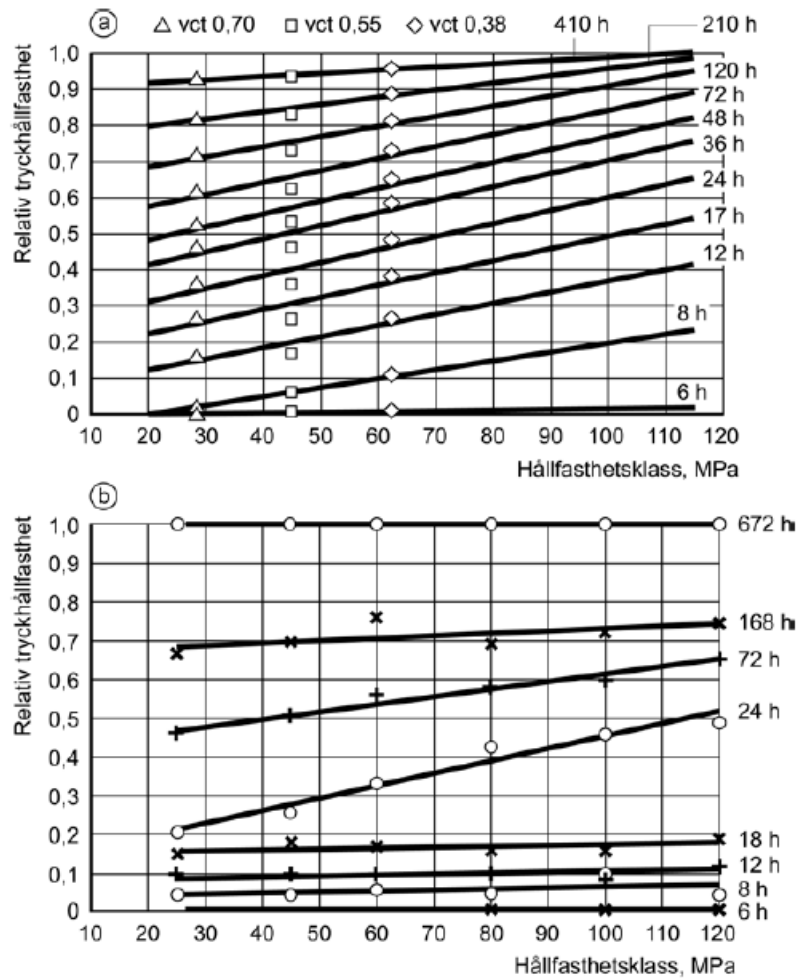 a △ vct 0,70 □ vct 0,55 ◇ vct 0,38 410 h 210 h
Relativ tryckhållfasthet
1,0
0,9
0,8
0,7
0,6
0,5
0,4
0,3
0,2
0,1
0
120 h
72 h
48 h
36 h
24 h
17 h
12 h
8 h
6 h
10 20 30 40 50 60 70 80 90 100 110 120
Hållfasthetsklass, MPa
b
Relativ tryckhållfasthet
1,0
0,9
0,8
0,7
0,6
0,5
0,4
0,3
0,2
0,1
0
672 h
168 h
72 h
24 h
18 h
12 h
8 h
6 h
10 20 30 40 50 60 70 80 90 100 110 120
Hållfasthetsklass, MPa